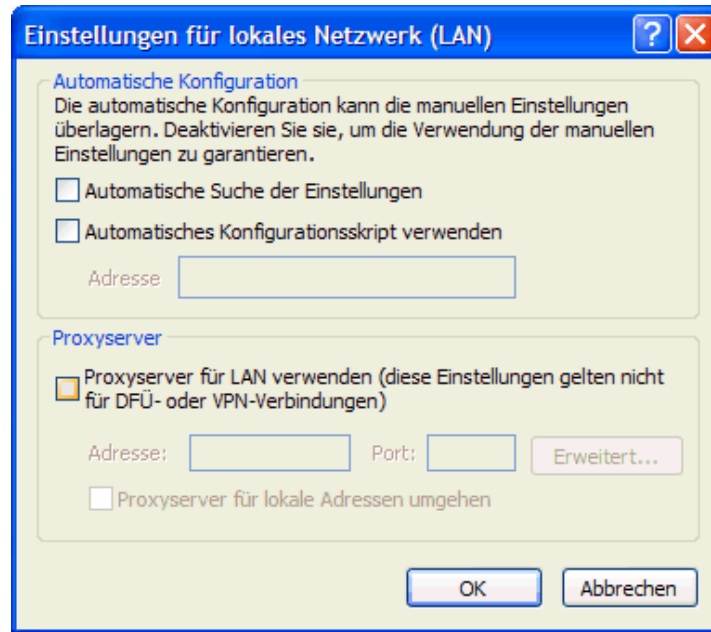 Einstellungen für lokales Netzwerk (LAN)
?
Automatische Konfiguration
Die automatische Konfiguration kann die manuellen Einstellungen
überlagern. Deaktivieren Sie sie, um die Verwendung der manuellen
Einstellungen zu garantieren.
Automatische Suche der Einstellungen
Automatisches Konfigurationsskript verwenden
Adresse
Proxyserver
Proxyserver für LAN verwenden (diese Einstellungen gelten nicht
für DFÜ- oder VPN-Verbindungen)
Adresse: Port: Erweitert...
Proxyserver für lokale Adressen umgehen
OK Abbrechen